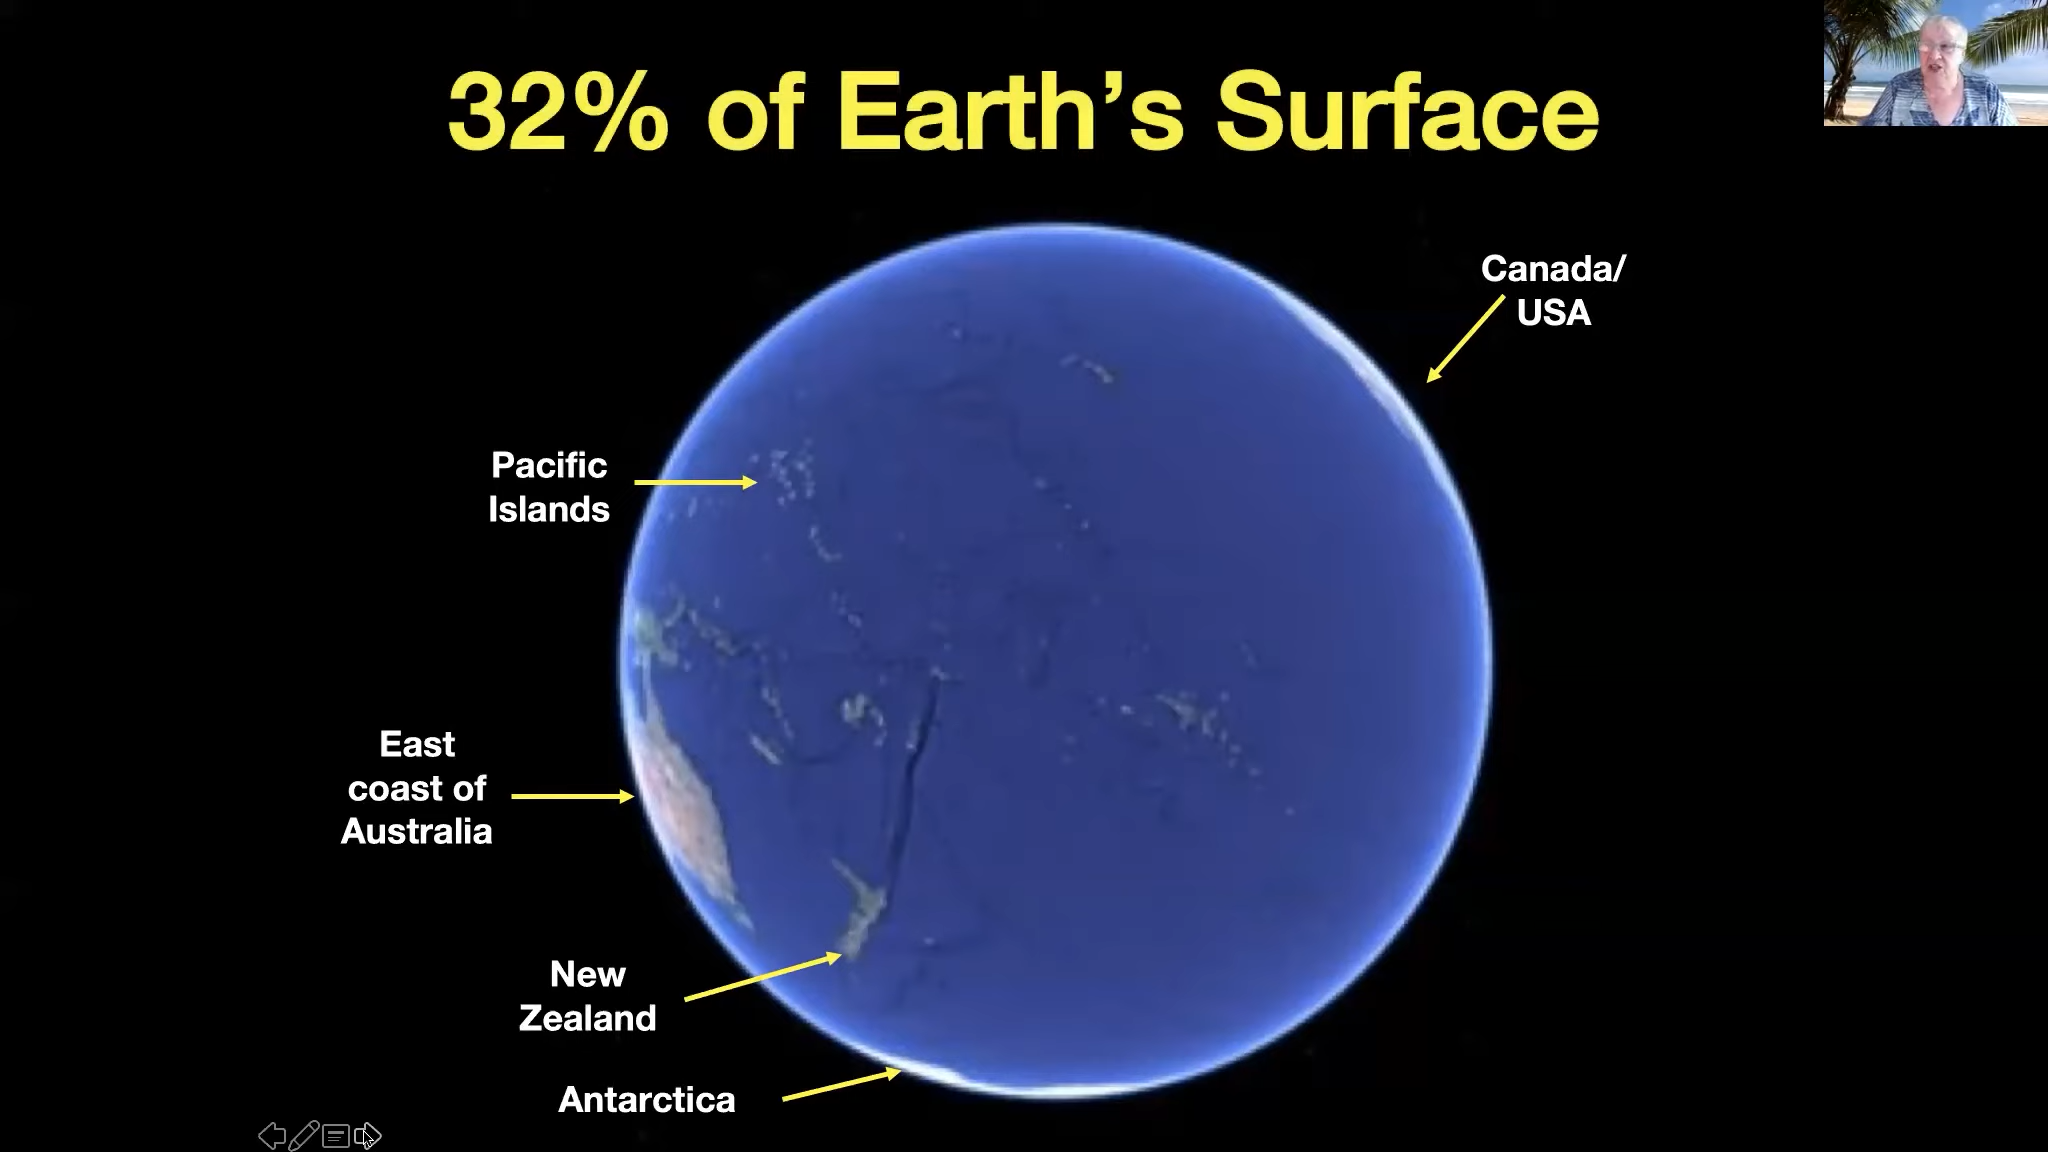 32% of Earth’s Surface
Canada/
USA
Pacific
Islands
East
coast of
Australia
New
Zealand
Antarctica